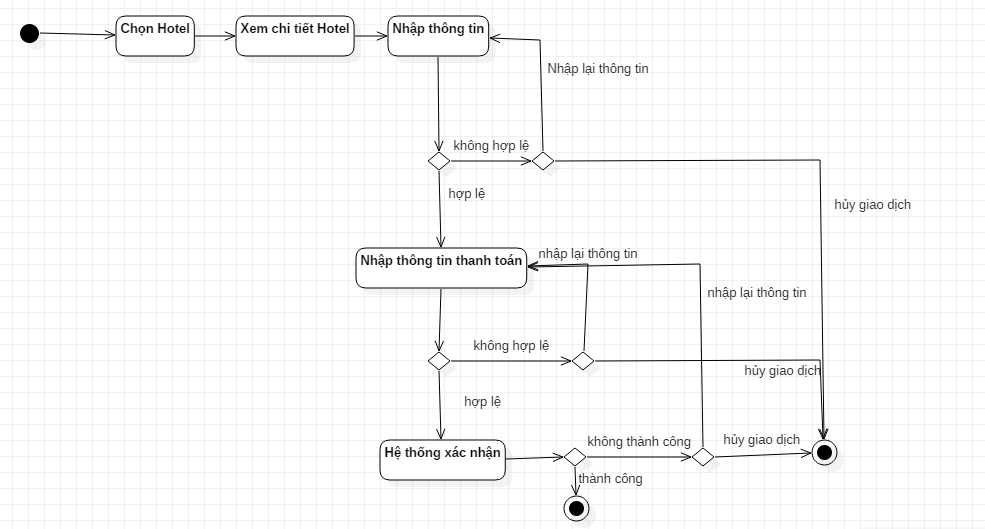 Chọn Hotel
Xem chi tiết Hotel
Nhập thông tin
Nhập lại thông tin
không hợp lệ
hợp lệ
hủy giao dịch
Nhập thông tin thanh toán
nhập lại thông tin
nhập lại thông tin
không hợp lệ
hủy giao dịch
hợp lệ
Hệ thống xác nhận
không thành công
hủy giao dịch
thành công